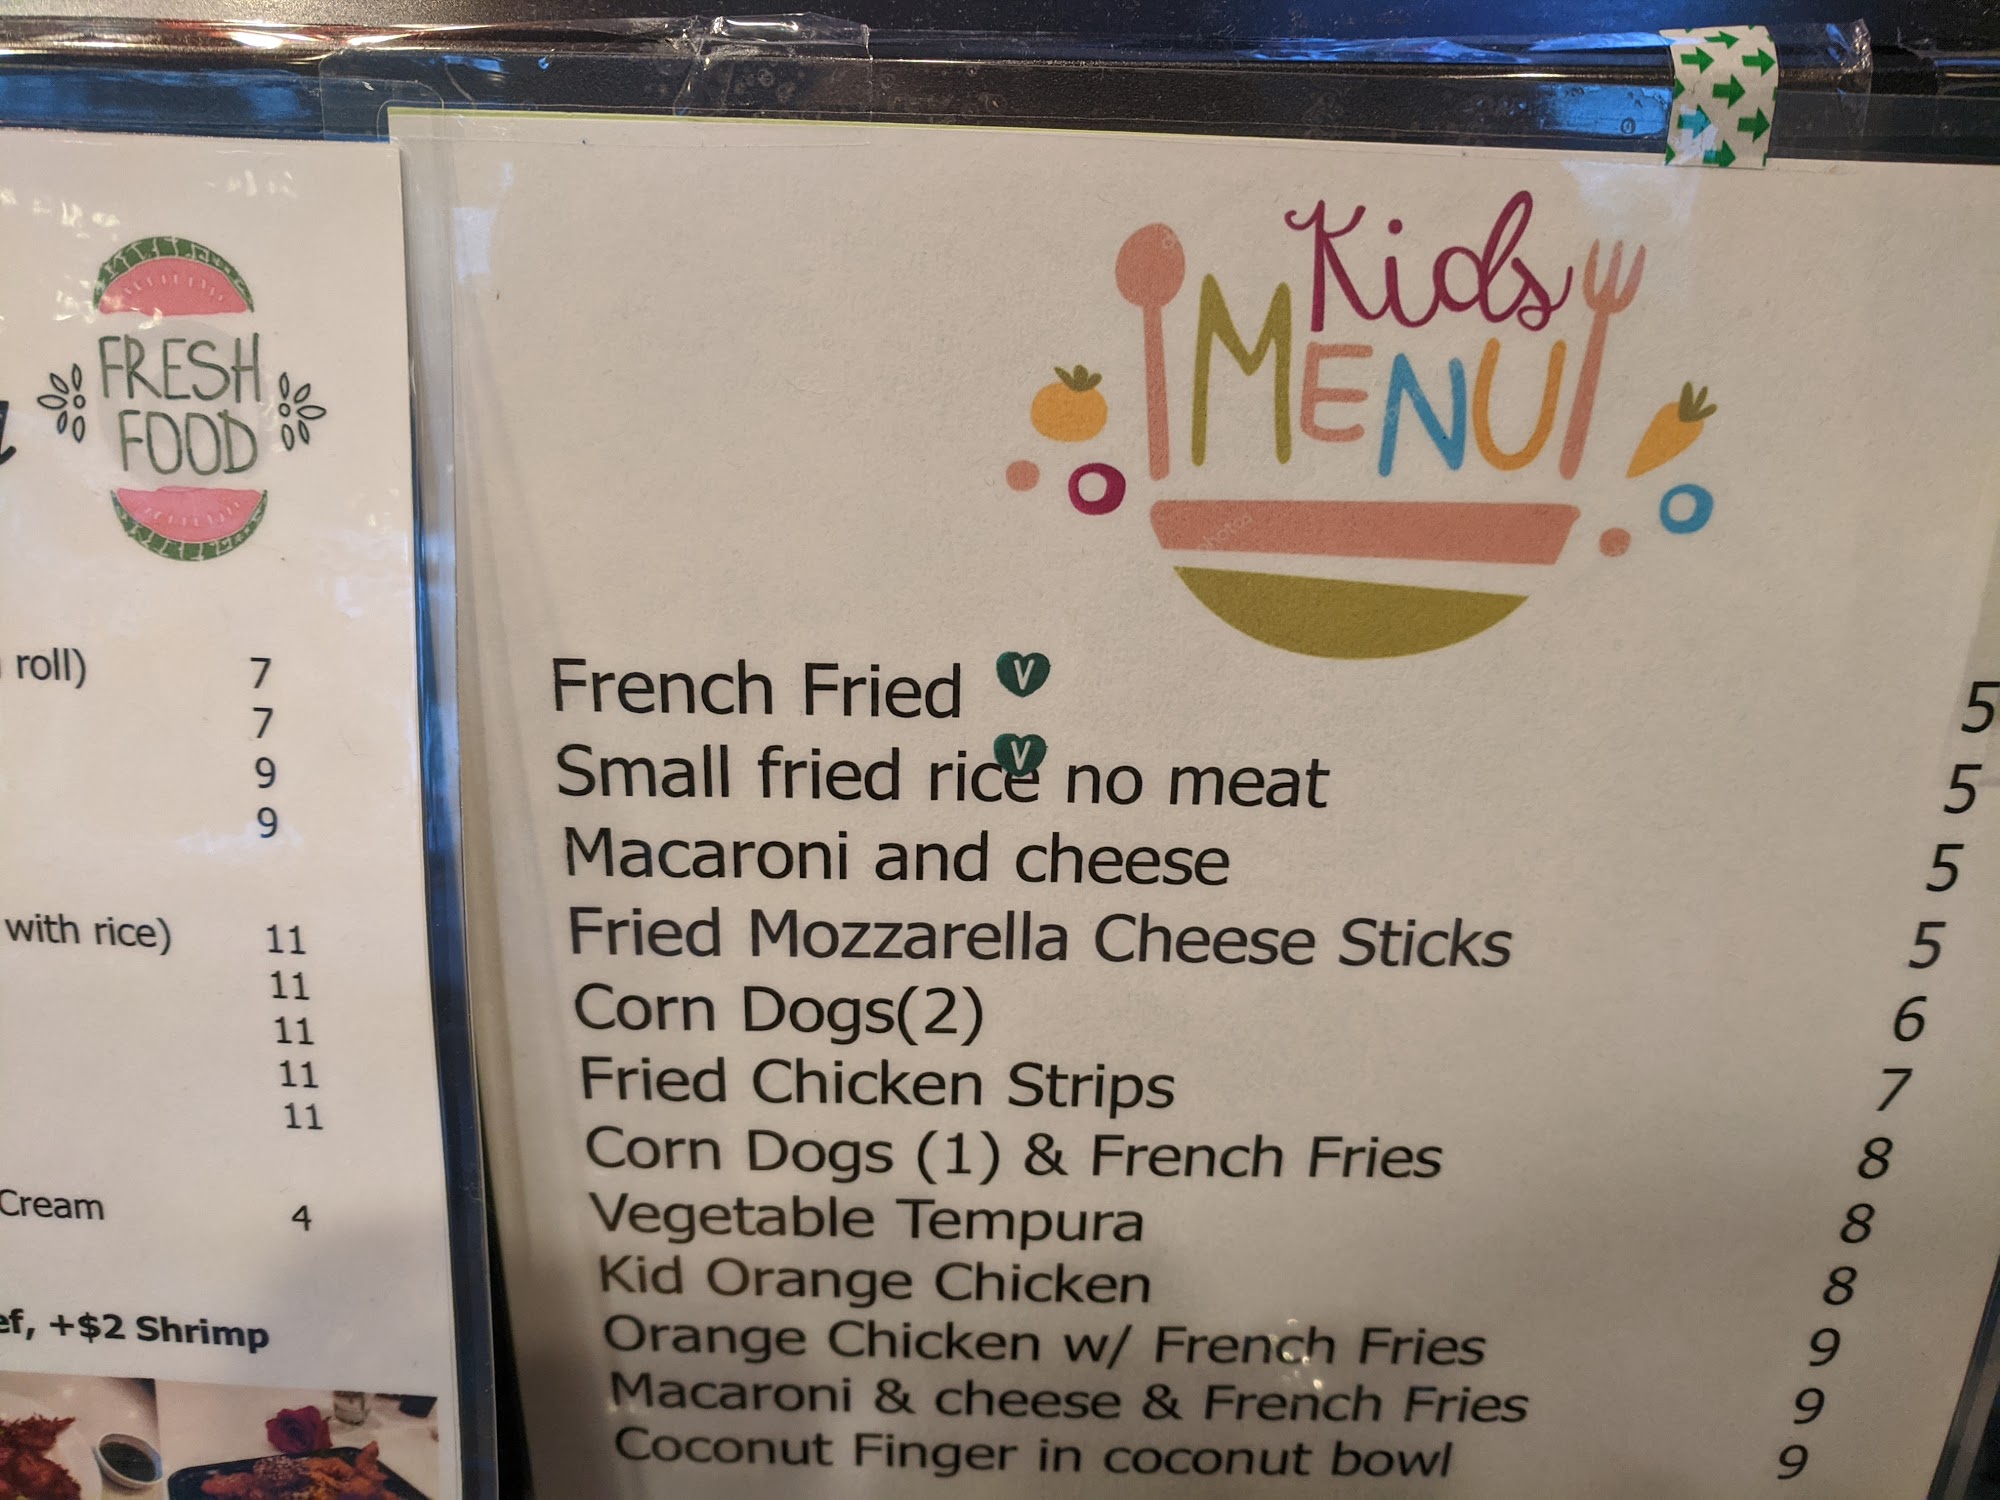 FRESH
FOOD
roll) 7
7
9
9
with rice) 11
11
11
11
11
Cream 4
+$2 Shrimp
Kids
MENU
French Fried V 5
Small fried rice V no meat 5
Macaroni and cheese 5
Fried Mozzarella Cheese Sticks 5
Corn Dogs(2) 6
Fried Chicken Strips 7
Corn Dogs (1) & French Fries 8
Vegetable Tempura 8
Kid Orange Chicken 8
Orange Chicken w/ French Fries 9
Macaroni & cheese & French Fries 9
Coconut Finger in coconut bowl 9